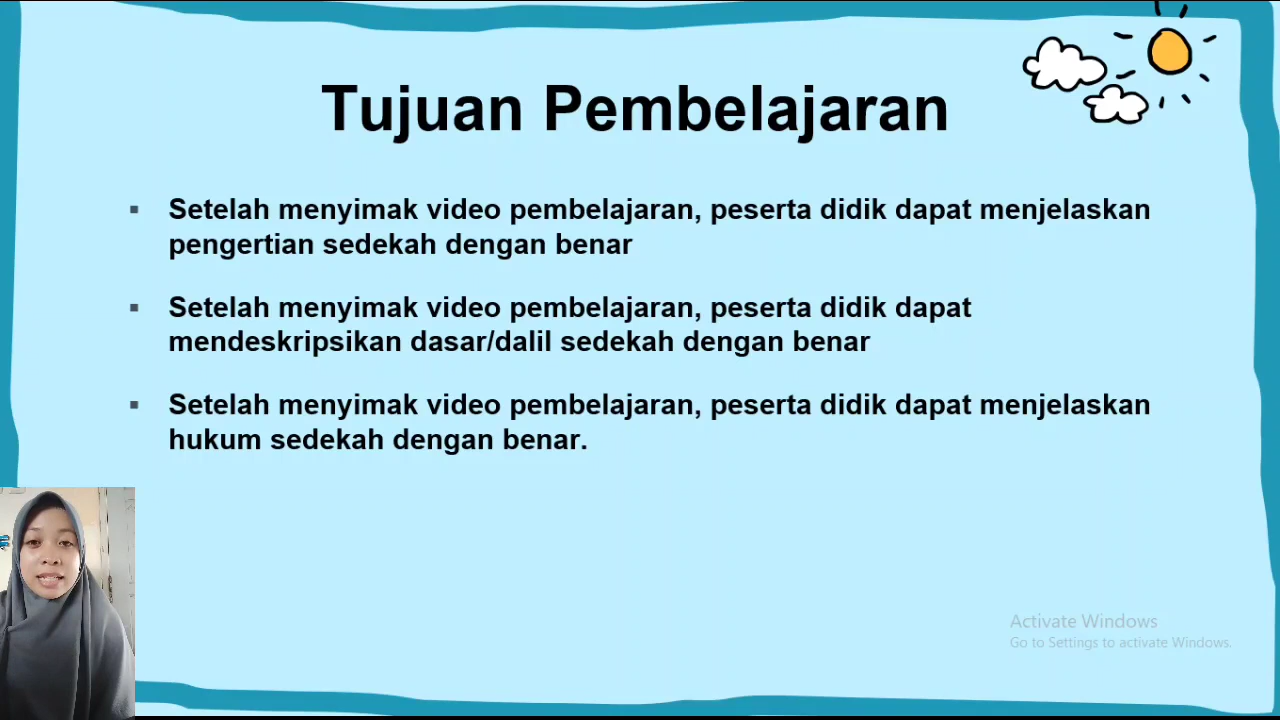 Tujuan Pembelajaran
▪ Setelah menyimak video pembelajaran, peserta didik dapat menjelaskan
pengertian sedekah dengan benar
▪ Setelah menyimak video pembelajaran, peserta didik dapat
mendeskripsikan dasar/dalil sedekah dengan benar
▪ Setelah menyimak video pembelajaran, peserta didik dapat menjelaskan
hukum sedekah dengan benar.
Activate Windows
Go to Settings to activate Windows.